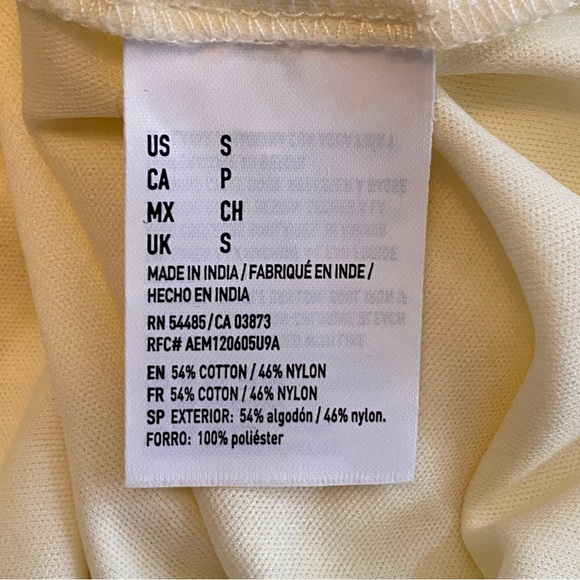 US S
CA P
MX CH
UK S
MADE IN INDIA / FABRIQUÉ EN INDE /
HECHO EN INDIA
RN 54485/CA 03873
RFC# AEM120605U9A
EN 54% COTTON / 46% NYLON
FR 54% COTON / 46% NYLON
SP EXTERIOR: 54% algodón / 46% nylon.
FORRO: 100% poliéster